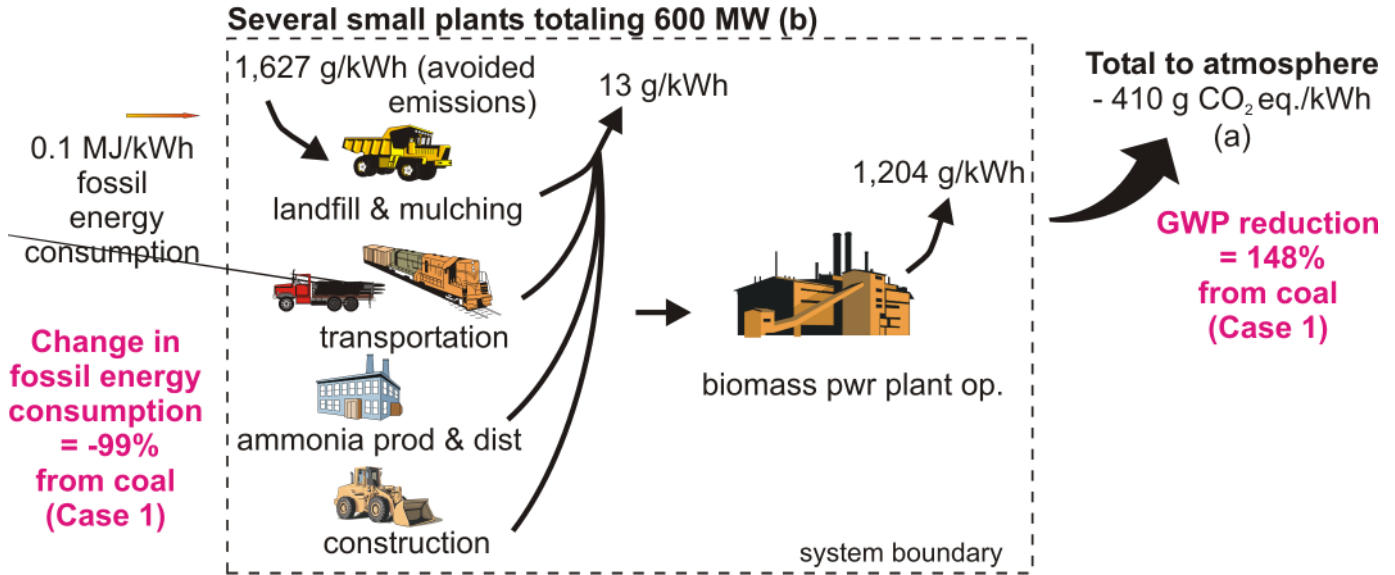 Several small plants totaling 600 MW (b)
1,627 g/kWh (avoided
emissions)
13 g/kWh
Total to atmosphere
- 410 g CO₂ eq./kWh
(a)
0.1 MJ/kWh
fossil
energy
consumption
landfill & mulching
1,204 g/kWh
GWP reduction
= 148%
from coal
(Case 1)
transportation
Change in
fossil energy
consumption
= -99%
from coal
(Case 1)
biomass pwr plant op.
ammonia prod & dist
construction
system boundary